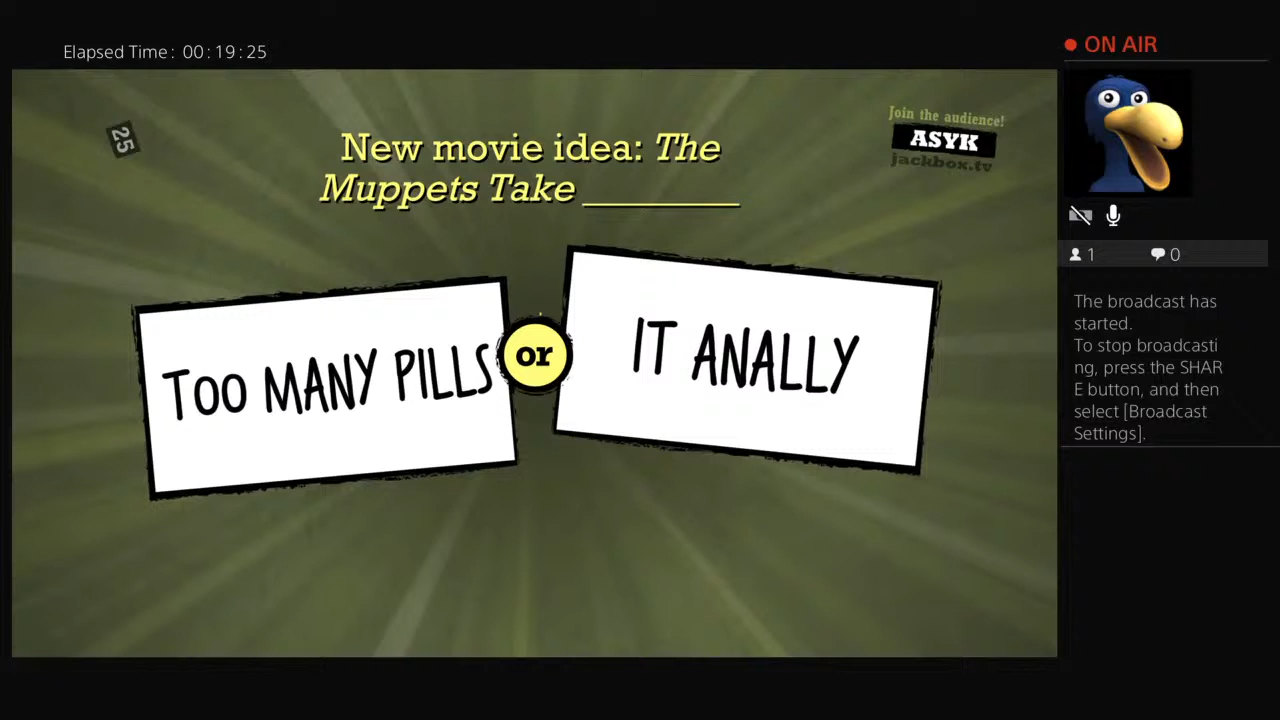 Elapsed Time: 00:19:25
ON AIR
25
Join the audience!
ASYK
jackbox.tv
New movie idea: The
Muppets Take ________
TOO MANY PILLS
or
IT ANALLY
1
0
The broadcast has
started.
To stop broadcasti
ng, press the SHAR
E button, and then
select [Broadcast
Settings].